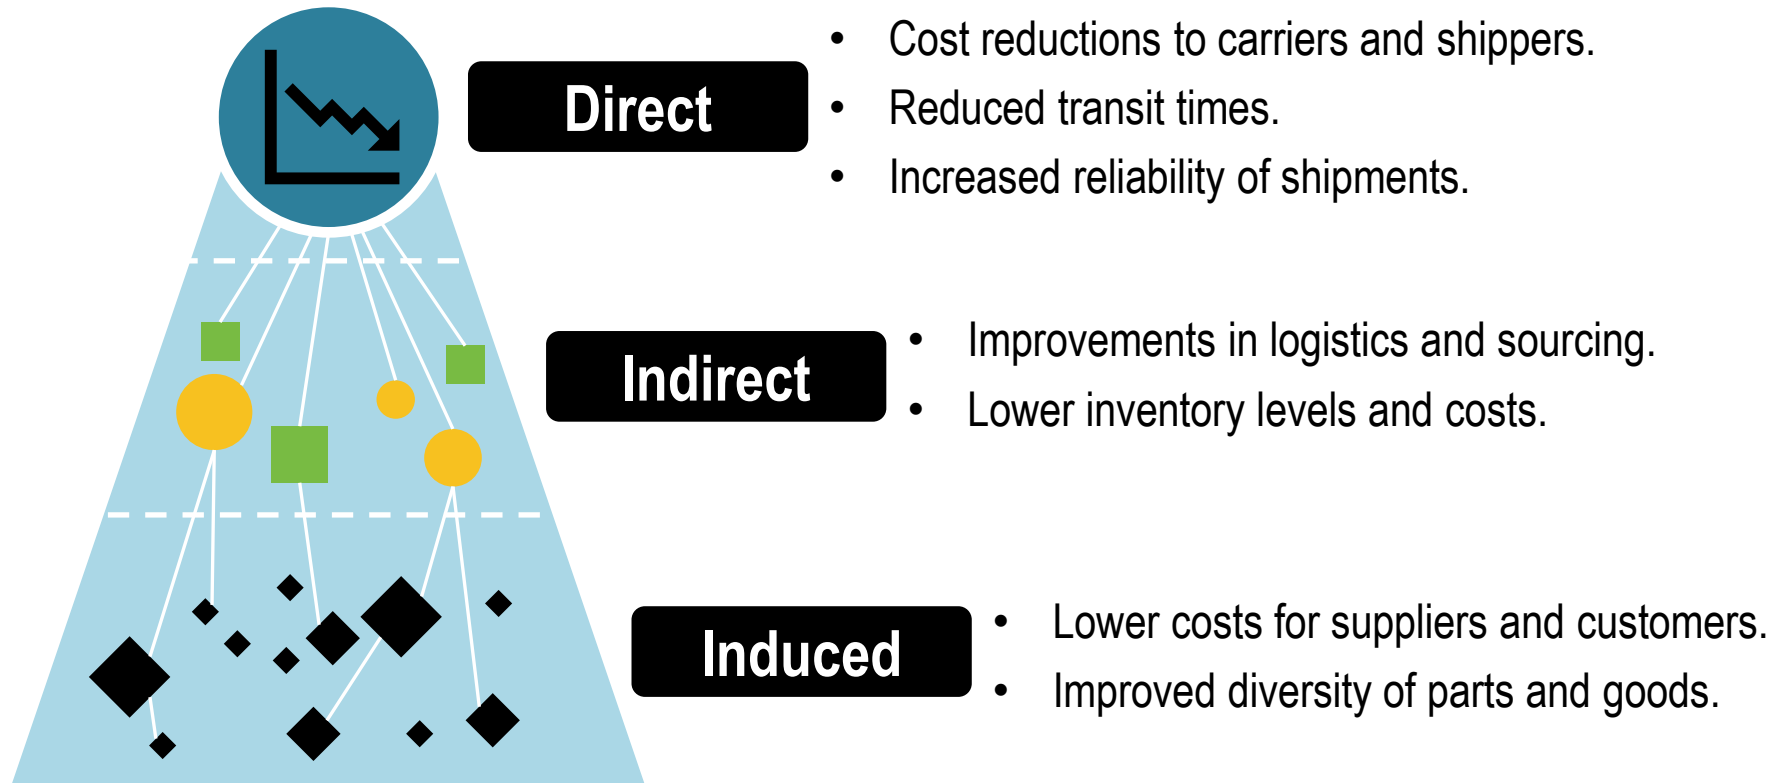 Direct
• Cost reductions to carriers and shippers.
• Reduced transit times.
• Increased reliability of shipments.
Indirect
• Improvements in logistics and sourcing.
• Lower inventory levels and costs.
Induced
• Lower costs for suppliers and customers.
• Improved diversity of parts and goods.